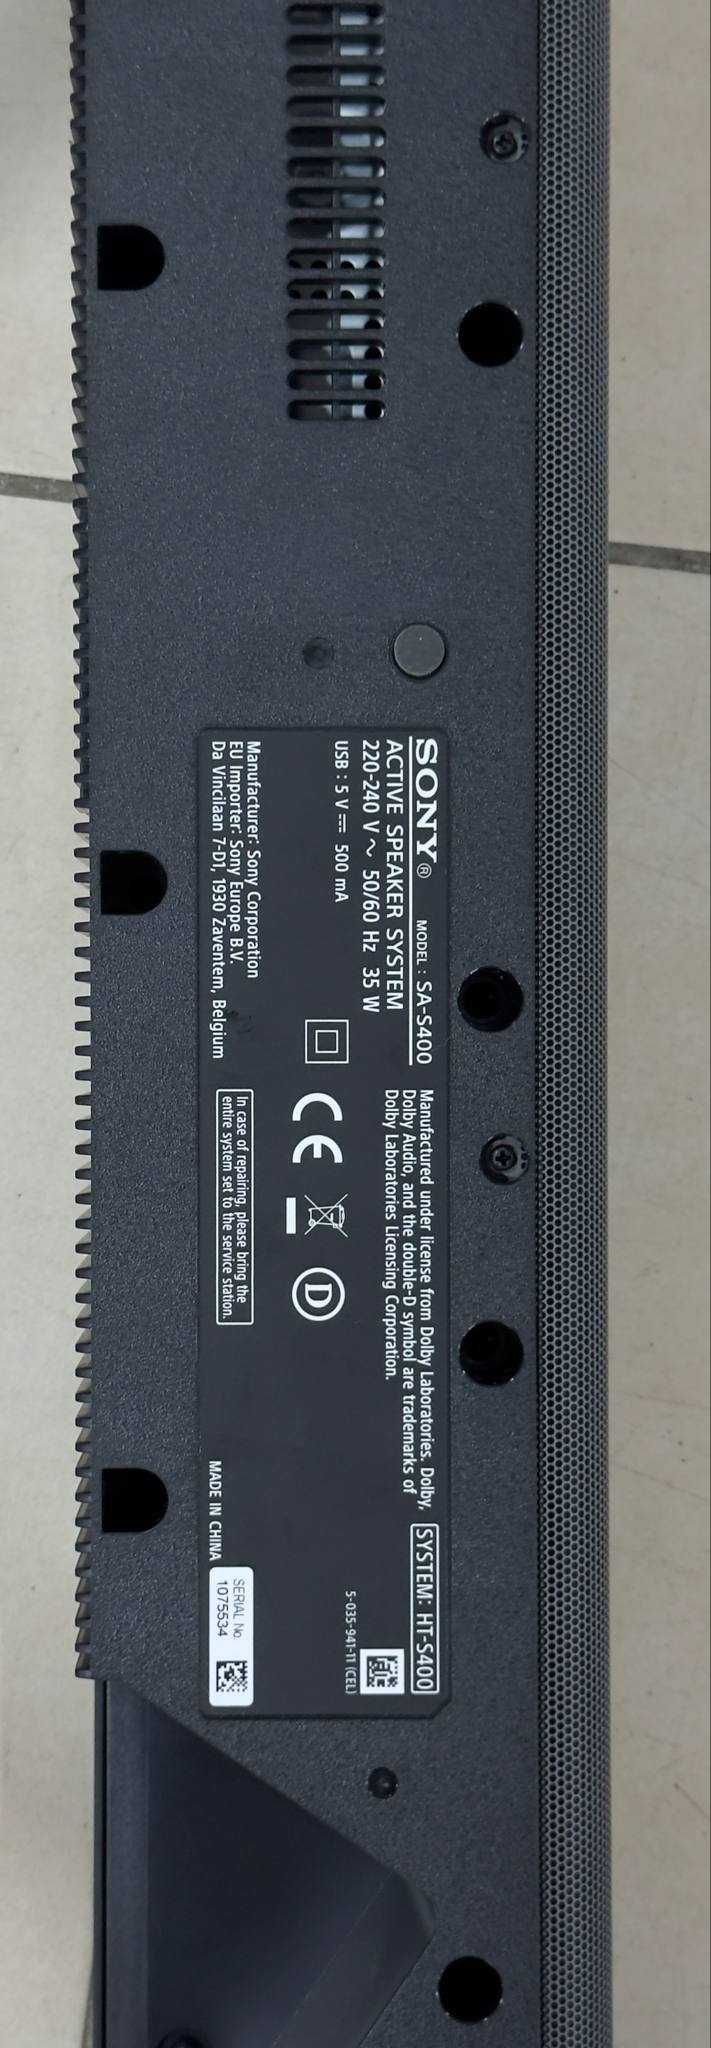 SONY® MODEL : SA-S400
ACTIVE SPEAKER SYSTEM
220-240 V ~ 50/60 Hz 35 W
USB : 5 V ⎓ 500 mA
Manufacturer: Sony Corporation
EU Importer: Sony Europe B.V.
Da Vincilaan 7-D1, 1930 Zaventem, Belgium
Manufactured under license from Dolby Laboratories. Dolby,
Dolby Audio, and the double-D symbol are trademarks of
Dolby Laboratories Licensing Corporation.
CE
D
In case of repairing, please bring the
entire system set to the service station.
SYSTEM: HT-S400
5-035-941-11 (CEL)
MADE IN CHINA
SERIAL No.
1075534